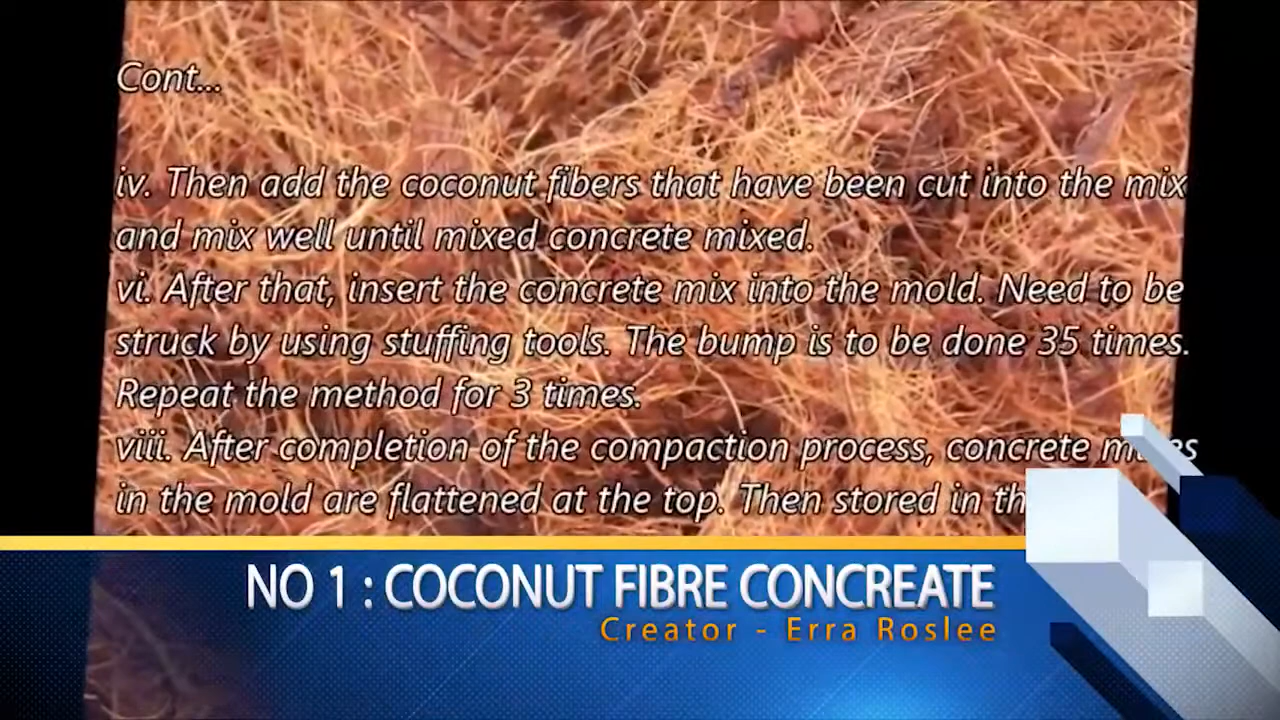 Cont...
iv. Then add the coconut fibers that have been cut into the mix
and mix well until mixed concrete mixed.
vi. After that, insert the concrete mix into the mold. Need to be
struck by using stuffing tools. The bump is to be done 35 times.
Repeat the method for 3 times.
viii. After completion of the compaction process, concrete
in the mold are flattened at the top. Then stored in
NO 1 : COCONUT FIBRE CONCREATE
Creator - Erra Roslee